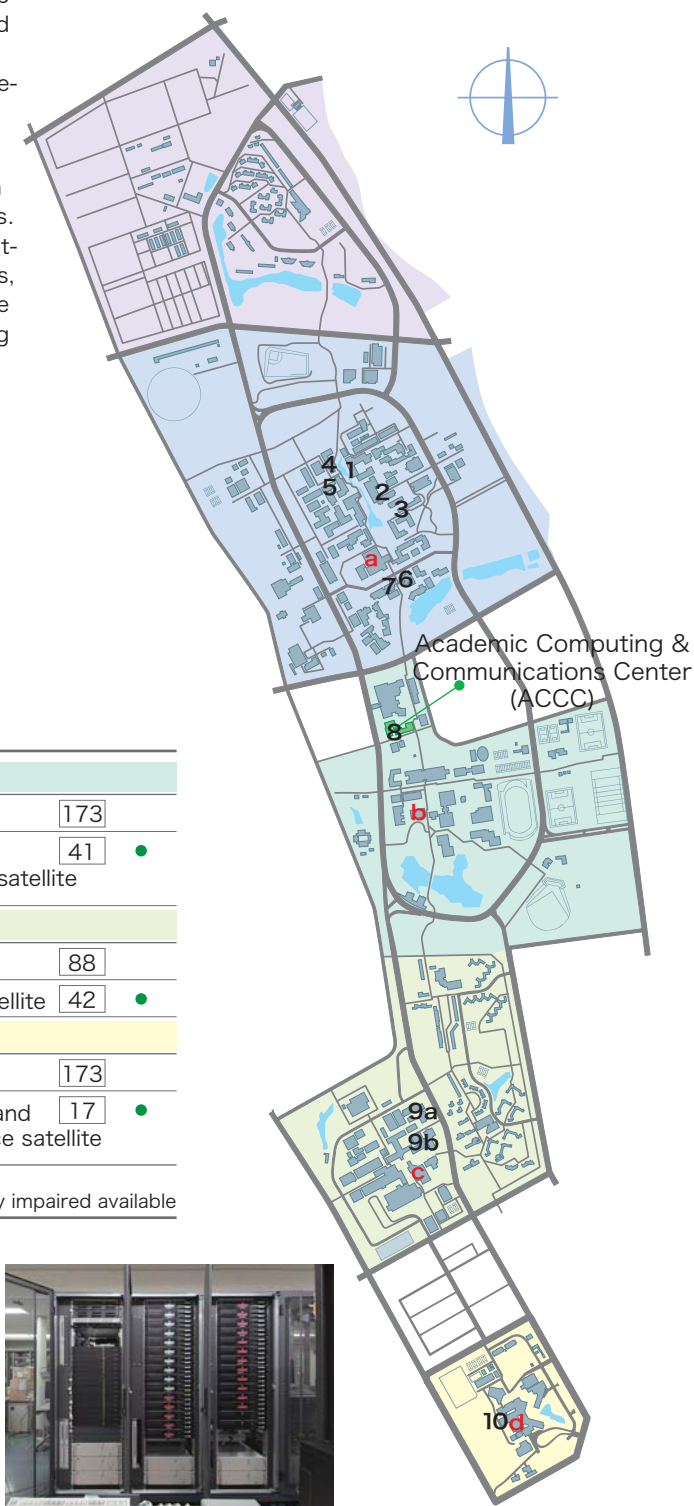 d
e-
s.
t-
s,
e
g
4
1
5
2
3
a
6
7
Academic Computing &
Communications Center
(ACCC)
8
b
173
41 ●
satellite
88
ellite 42 ●
173
and 17 ●
ce satellite
y impaired available
9a
9b
c
10
d